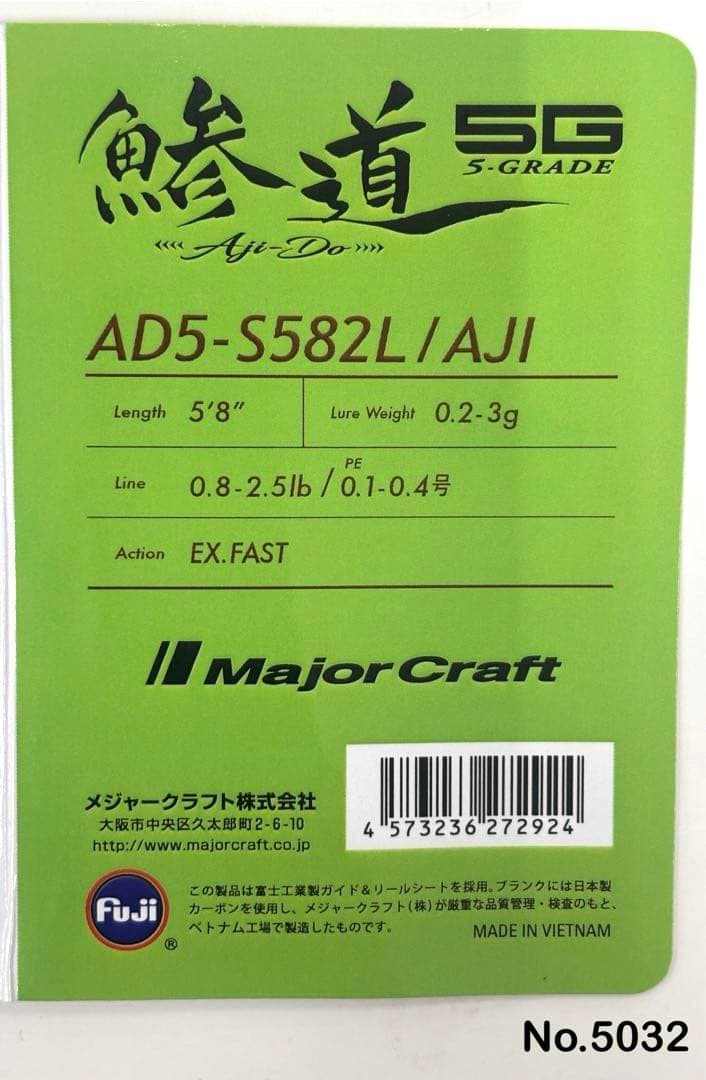 鯵道 5G
5-GRADE
Aji-Do
AD5-S582L/AJI
Length 5'8" Lure Weight 0.2-3g
Line 0.8-2.5lb / PE 0.1-0.4号
Action EX.FAST
Major Craft
メジャークラフト株式会社
大阪市中央区久太郎町2-6-10
http://www.majorcraft.co.jp
4 573236 272924
Fuji ®
この製品は富士工業製ガイド&リールシートを採用。ブランクには日本製
カーボンを使用し、メジャークラフト(株)が厳重な品質管理・検査のもと、
ベトナム工場で製造したものです。
MADE IN VIETNAM
No.5032